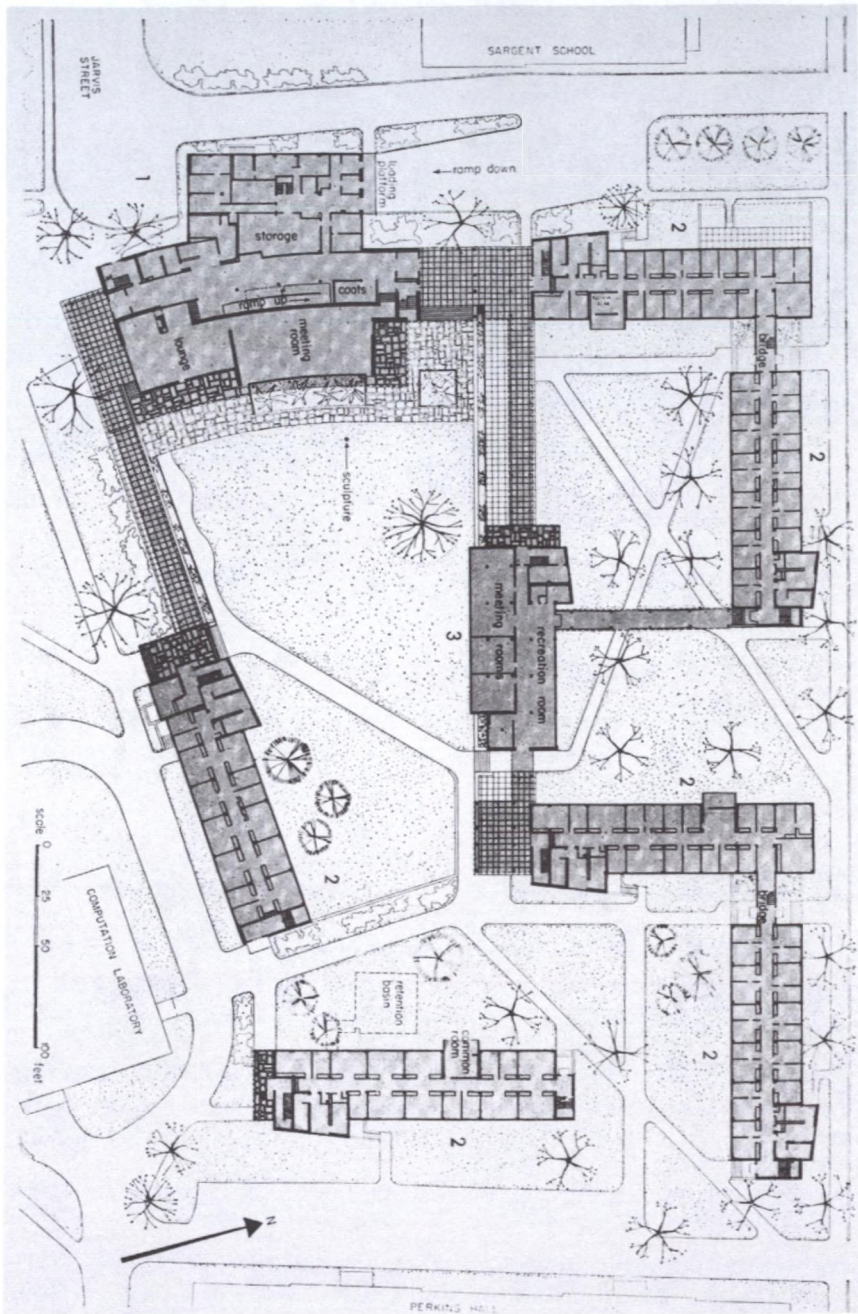 SARGENT SCHOOL
JARVIS
STREET
1
loading
platform
ramp down
2
storage
coats
ramp up
meeting
room
lounge
bridge
2
sculpture
meeting rooms
recreation room
3
2
2
bridge
2
scale 0 25 50 100 feet
COMPUTATION LABORATORY
retention
basin
common
room
2
N
PERKINS HALL